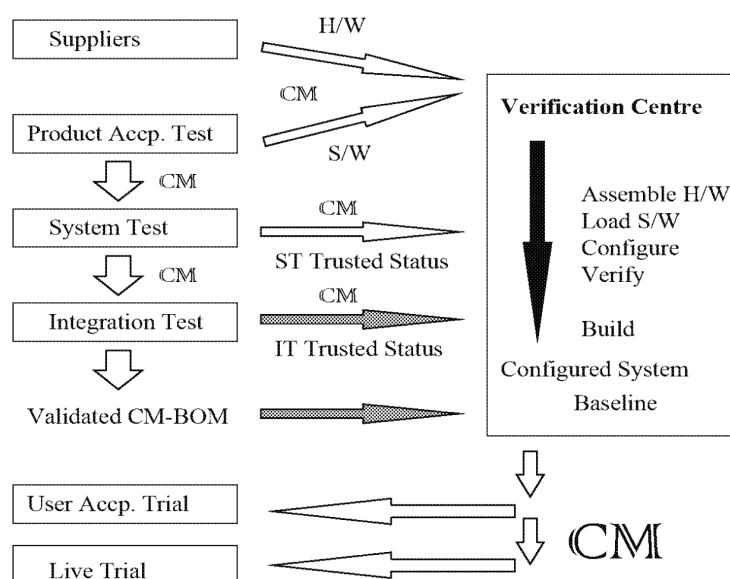 Suppliers
H/W
CM
Product Accp. Test
S/W
CM
System Test
CM
ST Trusted Status
CM
Integration Test
CM
IT Trusted Status
Validated CM-BOM
Verification Centre
Assemble H/W
Load S/W
Configure
Verify
Build
Configured System
Baseline
User Accp. Trial
CM
Live Trial